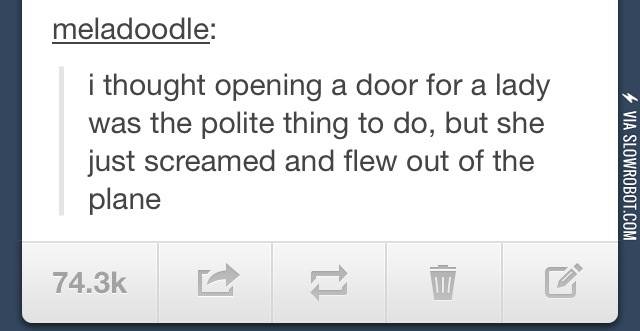 meladoodle:
i thought opening a door for a lady
was the polite thing to do, but she
just screamed and flew out of the
plane
74.3k
VIA SLOWROBOT.COM